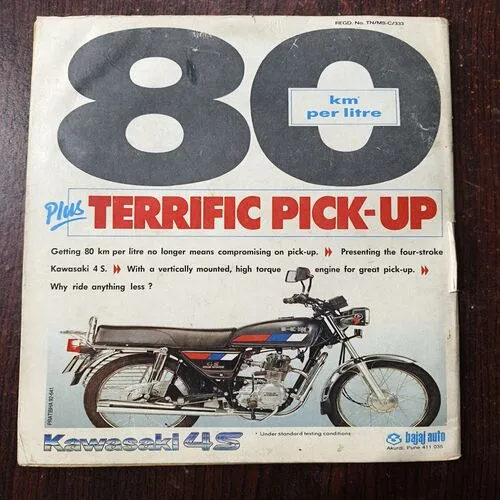 REGD. No. TN/MS-C/333
80
km*
per litre
Plus TERRIFIC PICK-UP
Getting 80 km per litre no longer means compromising on pick-up. Presenting the four-stroke
Kawasaki 4 S. With a vertically mounted, high torque engine for great pick-up.
Why ride anything less ?
PRATIBHA 92-641
Kawasaki 4S
* Under standard testing conditions
bajaj auto
Akurdi, Pune 411 035